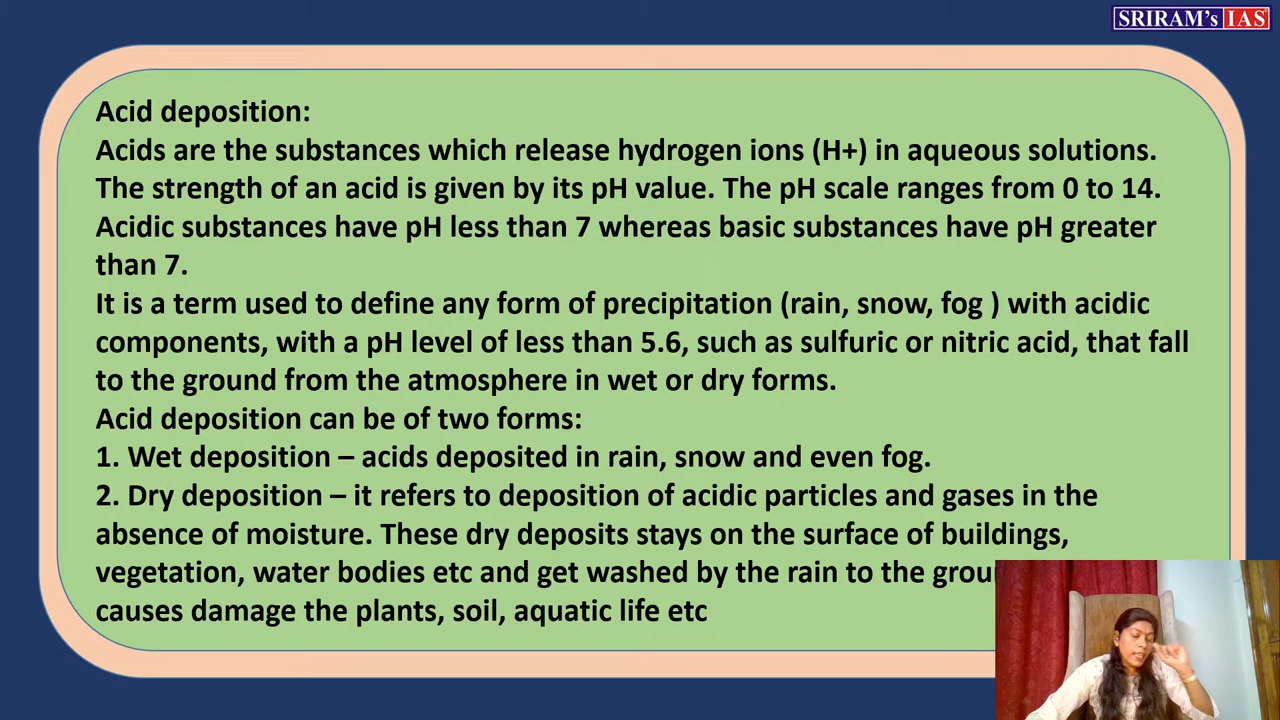 SRIRAM's IAS
Acid deposition:
Acids are the substances which release hydrogen ions (H+) in aqueous solutions.
The strength of an acid is given by its pH value. The pH scale ranges from 0 to 14.
Acidic substances have pH less than 7 whereas basic substances have pH greater
than 7.
It is a term used to define any form of precipitation (rain, snow, fog ) with acidic
components, with a pH level of less than 5.6, such as sulfuric or nitric acid, that fall
to the ground from the atmosphere in wet or dry forms.
Acid deposition can be of two forms:
1. Wet deposition – acids deposited in rain, snow and even fog.
2. Dry deposition – it refers to deposition of acidic particles and gases in the
absence of moisture. These dry deposits stays on the surface of buildings,
vegetation, water bodies etc and get washed by the rain to the
causes damage the plants, soil, aquatic life etc